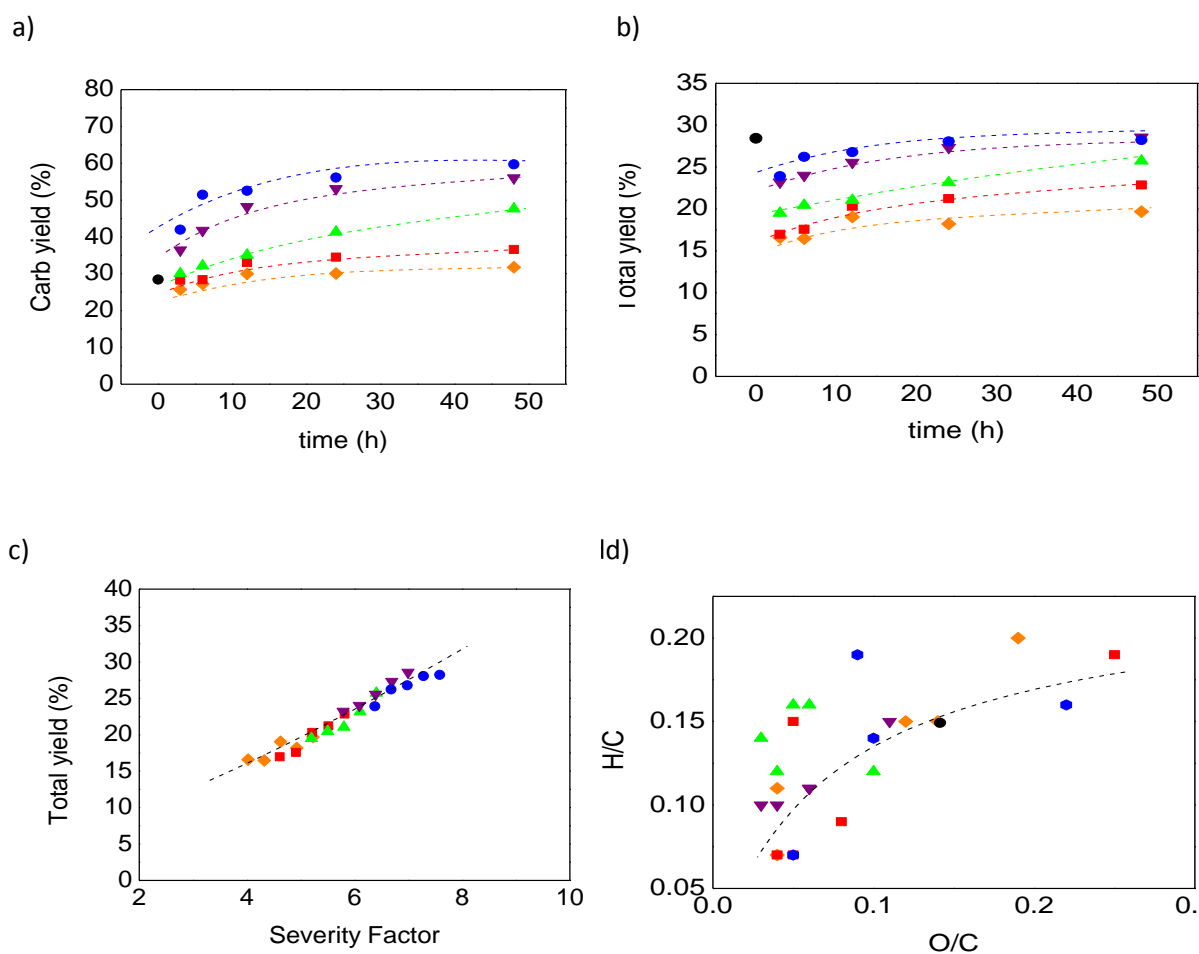 a)
80
70
60
50
40
30
20
10
0
Carb yield (%)
0 10 20 30 40 50
time (h)
b)
35
30
25
20
15
10
5
0
Total yield (%)
0 10 20 30 40 50
time (h)
c)
40
35
30
25
20
15
10
5
0
Total yield (%)
2 4 6 8 10
Severity Factor
ld)
0.20
0.15
0.10
0.05
H/C
0.0 0.1 0.2 0.
O/C